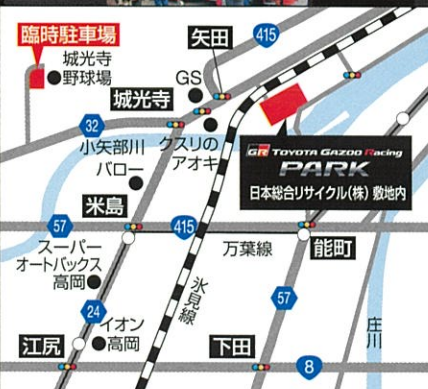 臨時駐車場
城光寺
野球場
矢田
415
GS
城光寺
32
小矢部川
クスリの
アオキ
バロー
GR TOYOTA GAZOO Racing
PARK
日本総合リサイクル(株) 敷地内
米島
57
415
万葉線
能町
スーパー
オートバックス
高岡
氷見線
57
24
イオン
高岡
庄川
江尻
下田
8